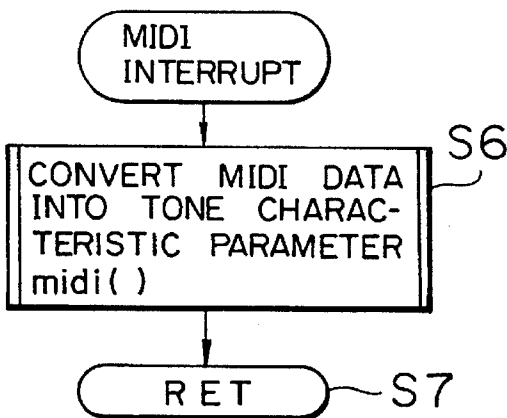 MIDI
INTERRUPT
S6
CONVERT MIDI DATA
INTO TONE CHARAC-
TERISTIC PARAMETER
midi( )
RET
S7